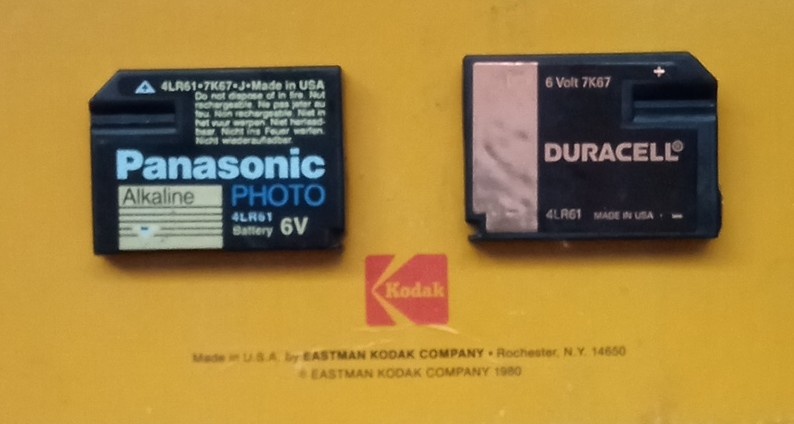 4LR61•7K67•J•Made in USA
Do not dispose of in fire. Not
rechargeable. Ne pas jeter au
feu. Non rechargeable. Niet in
het vuur werpen. Niet herlaad-
baar. Nicht ins Feuer werfen.
Nicht wiederaufladbar.
Panasonic
Alkaline PHOTO
4LR61
Battery 6V
-
+
6 Volt 7K67
DURACELL®
4LR61 MADE IN USA • -
Kodak
Made in U.S.A. by EASTMAN KODAK COMPANY • Rochester, N.Y. 14650
© EASTMAN KODAK COMPANY 1980